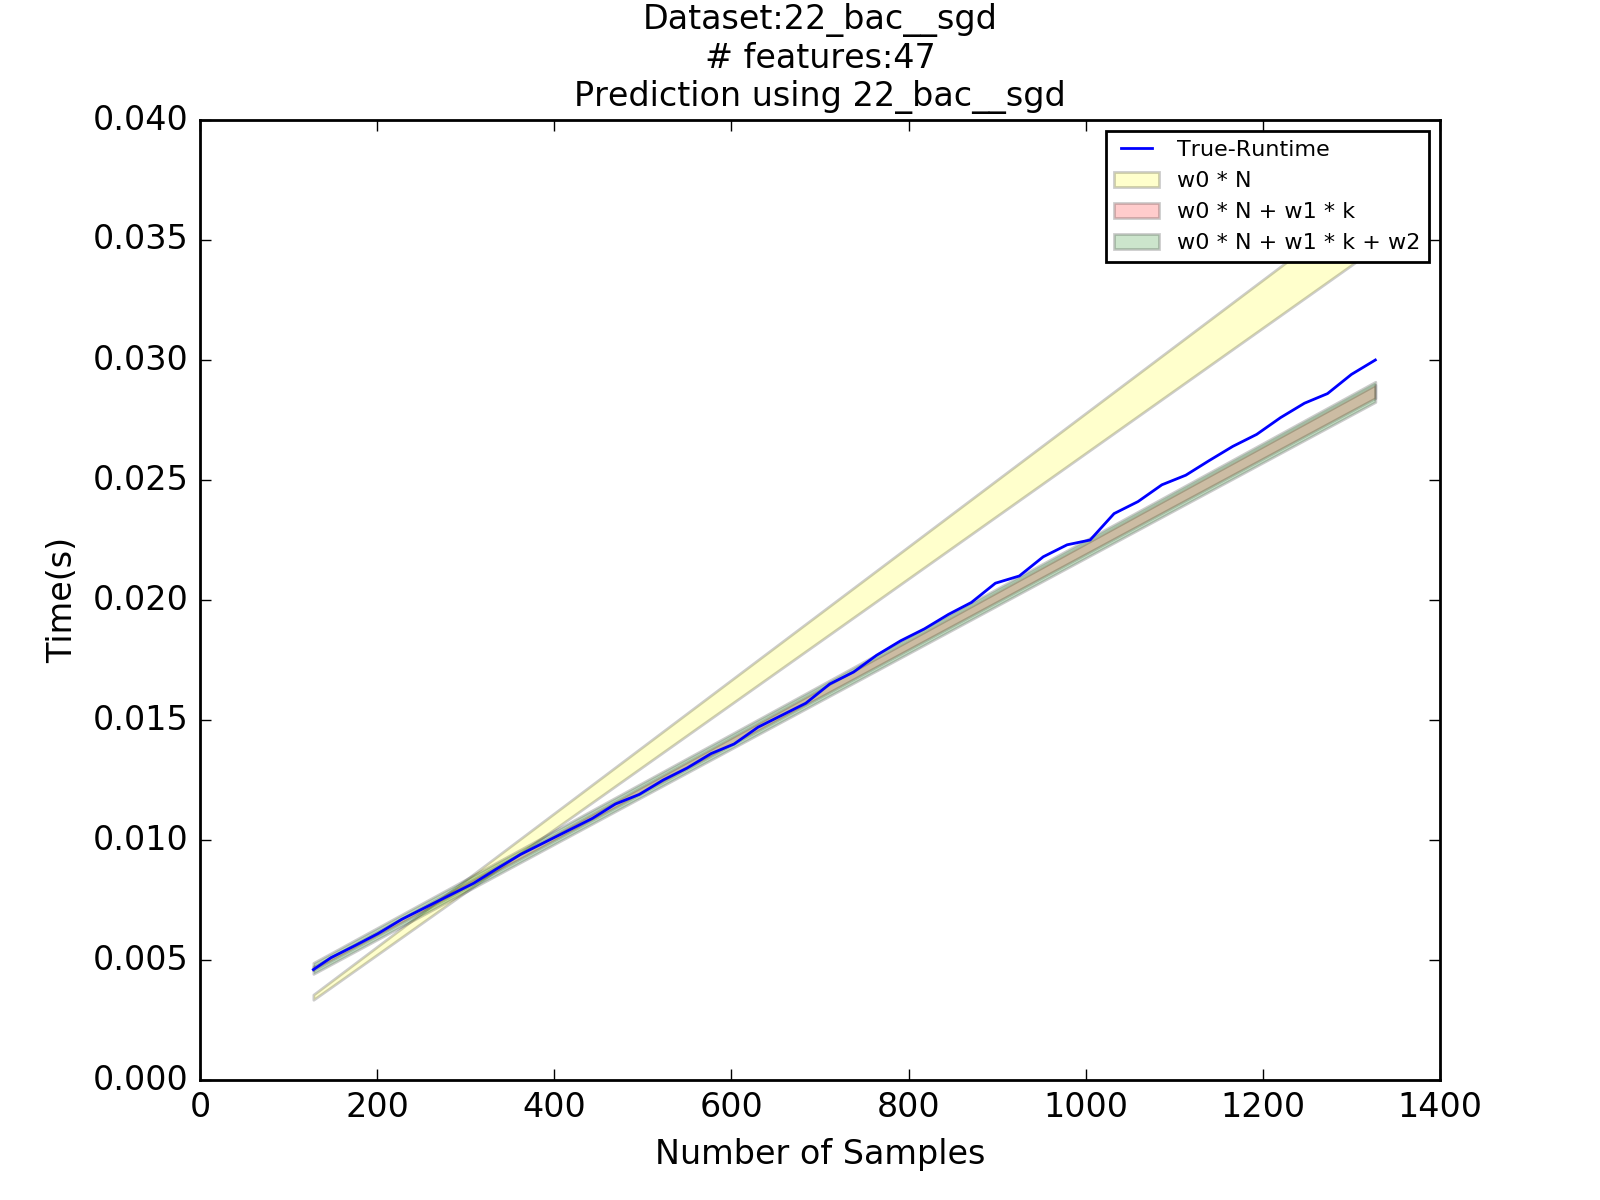 Dataset:22_bac__sgd
# features:47
Prediction using 22_bac__sgd
0.040
0.035
0.030
0.025
0.020
0.015
0.010
0.005
0.000
Time(s)
True-Runtime
w0 * N
w0 * N + w1 * k
w0 * N + w1 * k + w2
0 200 400 600 800 1000 1200 1400
Number of Samples